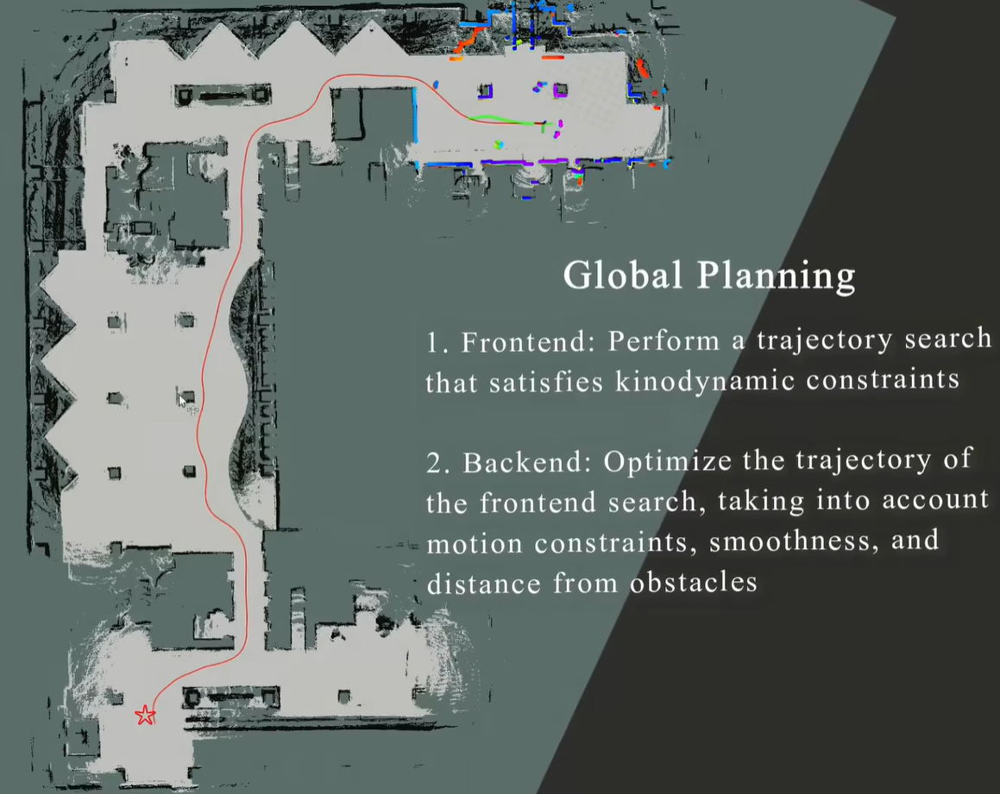 Global Planning
1. Frontend: Perform a trajectory search
that satisfies kinodynamic constraints
2. Backend: Optimize the trajectory of
the frontend search, taking into account
motion constraints, smoothness, and
distance from obstacles